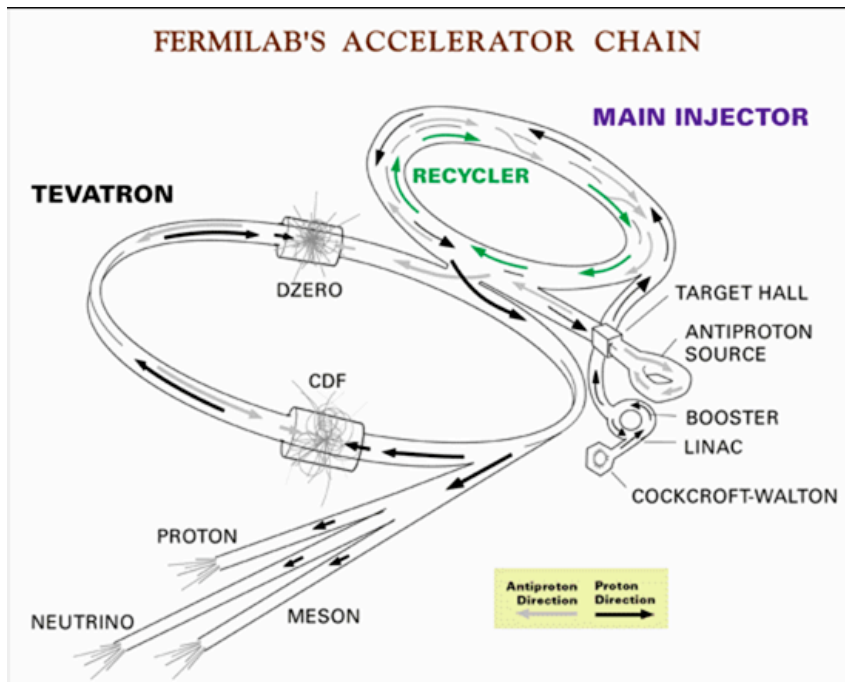 FERMILAB'S ACCELERATOR CHAIN
MAIN INJECTOR
RECYCLER
TEVATRON
DZERO
TARGET HALL
ANTIPROTON
SOURCE
CDF
BOOSTER
LINAC
COCKCROFT-WALTON
PROTON
NEUTRINO
MESON
Antiproton
Direction
Proton
Direction